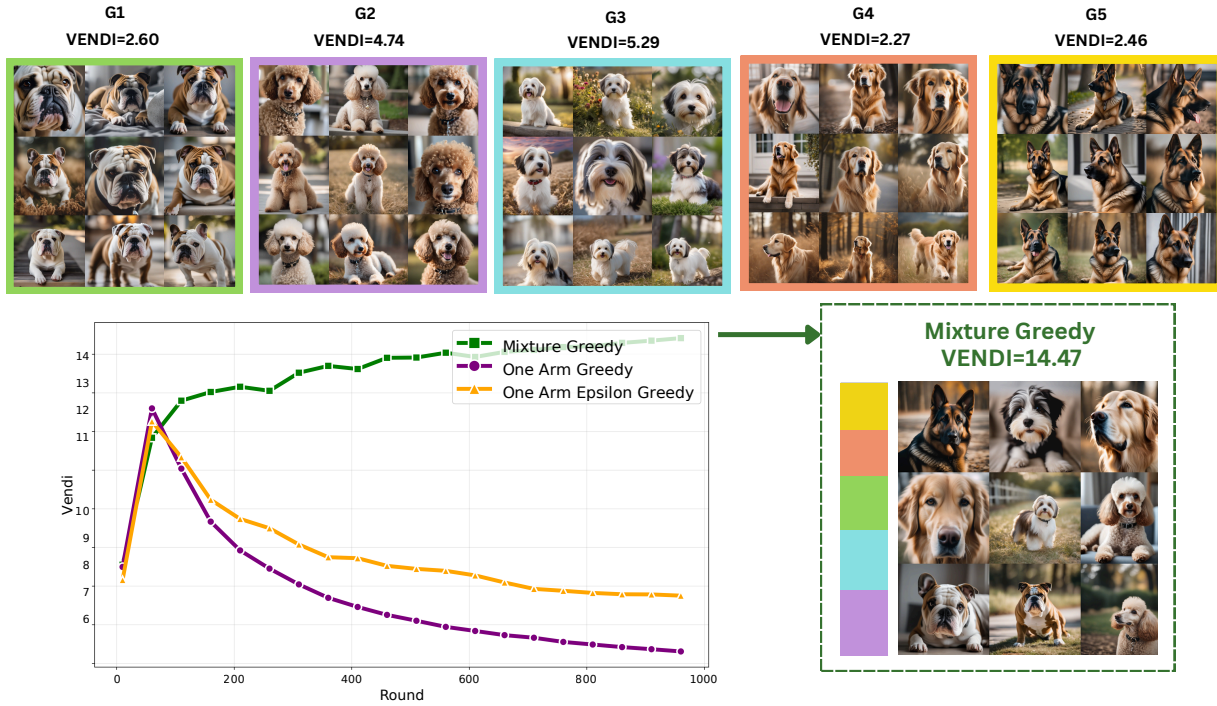 G1
VENDI=2.60
G2
VENDI=4.74
G3
VENDI=5.29
G4
VENDI=2.27
G5
VENDI=2.46
Mixture Greedy
One Arm Greedy
One Arm Epsilon Greedy
14
13
12
11
10
9
8
7
6
Vendi
0
200
400
600
800
1000
Round
Mixture Greedy
VENDI=14.47